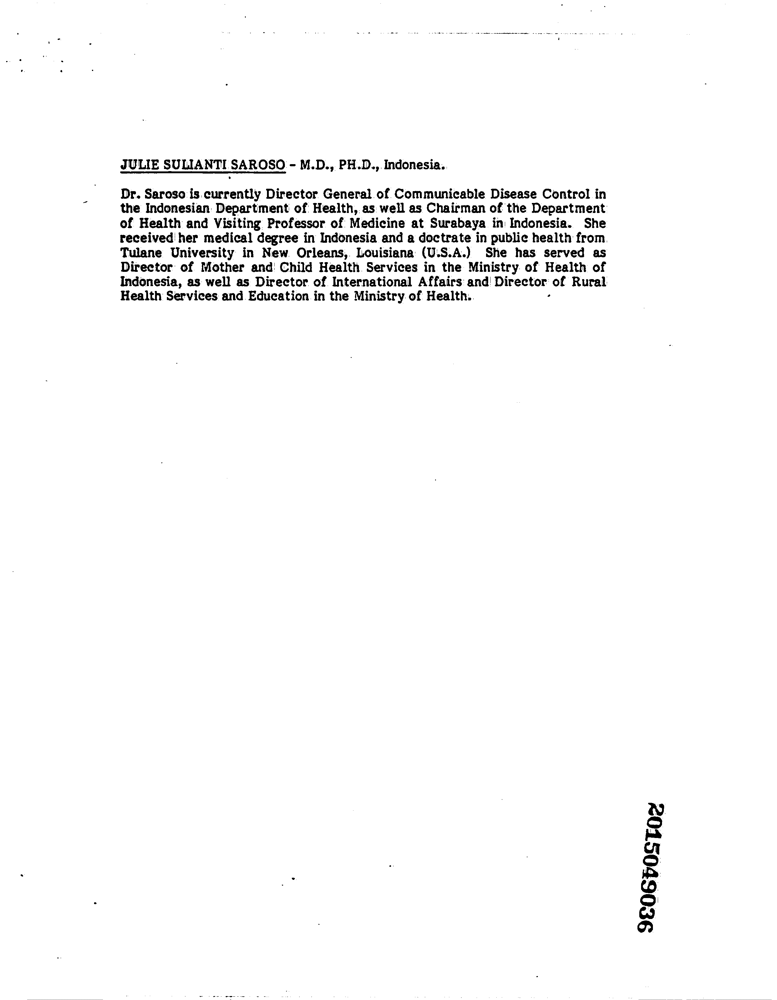 JULIE SULIANTI SAROSO - M.D., PH.D., Indonesia.
Dr. Saroso is currently Director General of Communicable Disease Control in
the Indonesian Department of Health, as well as Chairman of the Department
of Health and Visiting Professor of Medicine at Surabaya in Indonesia. She
received her medical degree in Indonesia and a doctrate in public health from
Tulane University in New Orleans, Louisiana (U.S.A.) She has served as
Director of Mother and Child Health Services in the Ministry of Health of
Indonesia, as well as Director of International Affairs and Director of Rural
Health Services and Education in the Ministry of Health.
2015049036